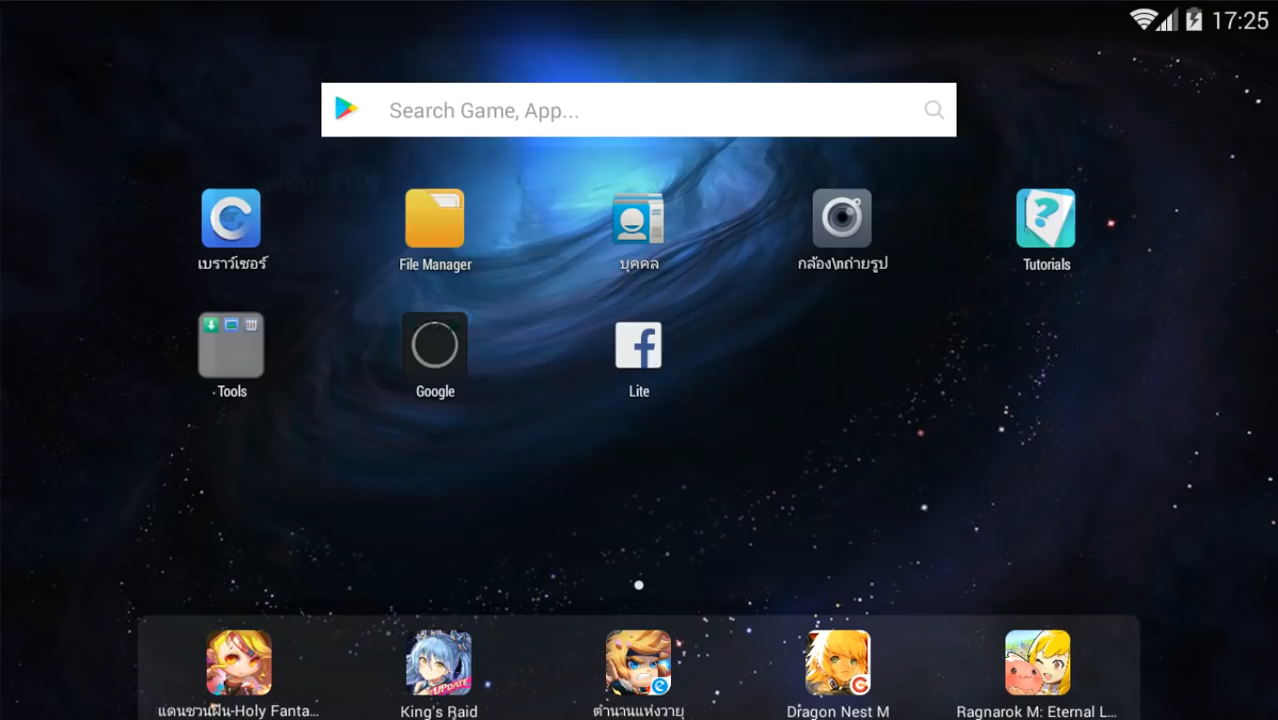 17:25
Search Game, App...
เบราว์เซอร์
File Manager
บุคคล
กล้อง\nถ่ายรูป
Tutorials
Tools
Google
Lite
UPDATE
แดนซวนฝัน-Holy Fanta...
King's Raid
ตำนานแห่งวายุ
Dragon Nest M
Ragnarok M: Eternal L...